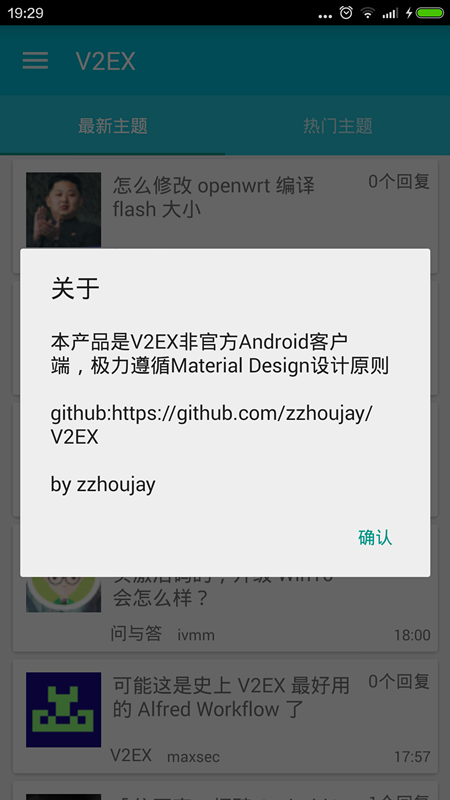 19:29
V2EX
最新主题
热门主题
怎么修改 openwrt 编译
flash 大小
0个回复
关于
本产品是V2EX非官方Android客户
端，极力遵循Material Design设计原则
github:https://github.com/zzhoujay/
V2EX
by zzhoujay
确认
会怎么样？
问与答 ivmm
18:00
可能这是史上 V2EX 最好用
的 Alfred Workflow 了
0个回复
V2EX maxsec
17:57
1个回复